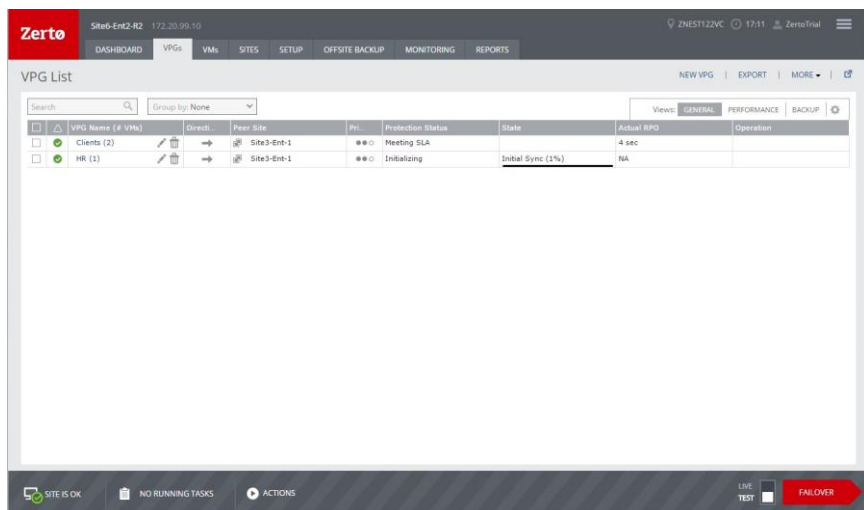 Zerto
Site6-Ent2-R2 172.20.99.10
ZNEST122VC 17:11 ZertoTrial
DASHBOARD VPGs VMs SITES SETUP OFFSITE BACKUP MONITORING REPORTS
VPG List
NEW VPG | EXPORT | MORE
Search
Group by: None
Views: GENERAL PERFORMANCE BACKUP
VPG Name (# VMs) Directi... Peer Site Pri... Protection Status State Actual RPO Operation
Clients (2) Site3-Ent-1 Meeting SLA 4 sec
HR (1) Site3-Ent-1 Initializing Initial Sync (1%) NA
SITE IS OK NO RUNNING TASKS ACTIONS
LIVE
TEST
FAILOVER